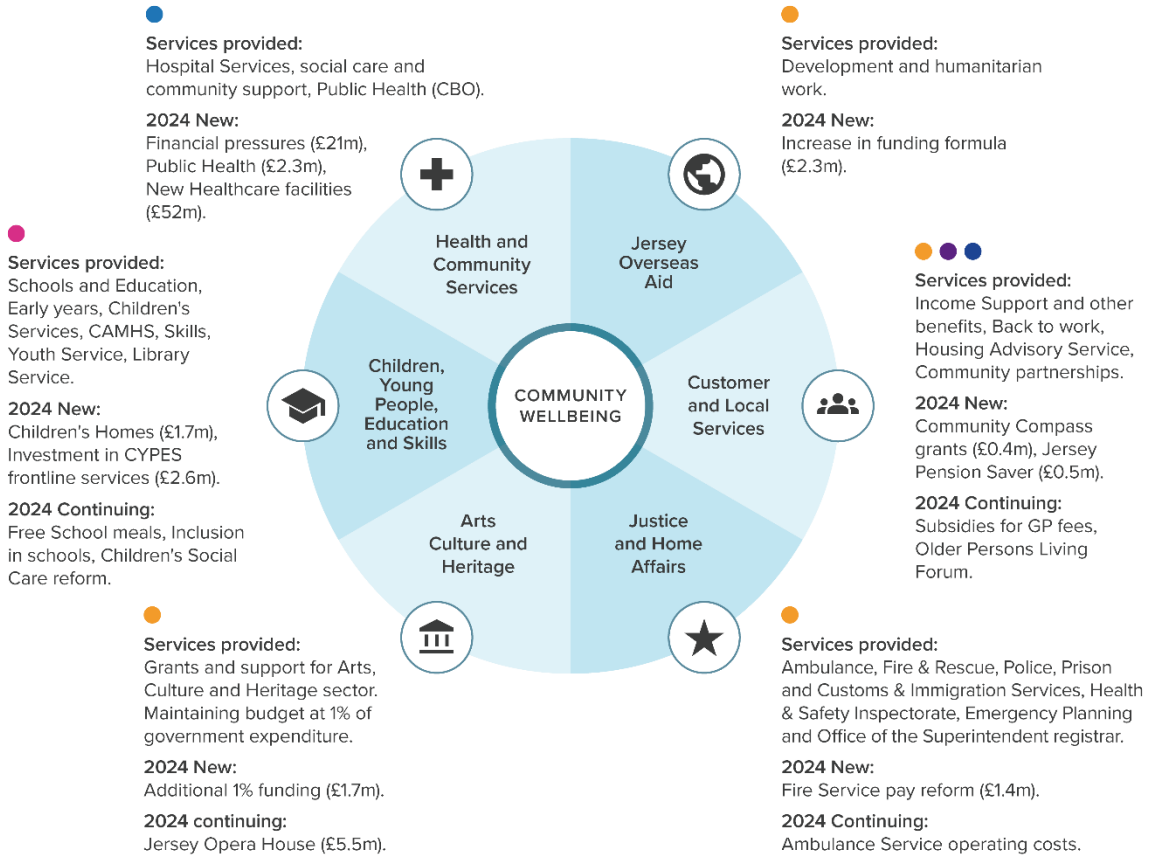 Services provided:
Hospital Services, social care and
community support, Public Health (CBO).
2024 New:
Financial pressures (£21m),
Public Health (£2.3m),
New Healthcare facilities
(£52m).
Services provided:
Development and humanitarian
work.
2024 New:
Increase in funding formula
(£2.3m).
Services provided:
Schools and Education,
Early years, Children's
Services, CAMHS, Skills,
Youth Service, Library
Service.
2024 New:
Children's Homes (£1.7m),
Investment in CYPES
frontline services (£2.6m).
2024 Continuing:
Free School meals, Inclusion
in schools, Children's Social
Care reform.
Health and
Community
Services
Jersey
Overseas
Aid
Children,
Young
People,
Education
and Skills
COMMUNITY
WELLBEING
Customer
and Local
Services
Arts
Culture and
Heritage
Justice
and Home
Affairs
Services provided:
Income Support and other
benefits, Back to work,
Housing Advisory Service,
Community partnerships.
2024 New:
Community Compass
grants (£0.4m), Jersey
Pension Saver (£0.5m).
2024 Continuing:
Subsidies for GP fees,
Older Persons Living
Forum.
Services provided:
Grants and support for Arts,
Culture and Heritage sector.
Maintaining budget at 1% of
government expenditure.
2024 New:
Additional 1% funding (£1.7m).
2024 continuing:
Jersey Opera House (£5.5m).
Services provided:
Ambulance, Fire & Rescue, Police, Prison
and Customs & Immigration Services, Health
& Safety Inspectorate, Emergency Planning
and Office of the Superintendent registrar.
2024 New:
Fire Service pay reform (£1.4m).
2024 Continuing:
Ambulance Service operating costs.